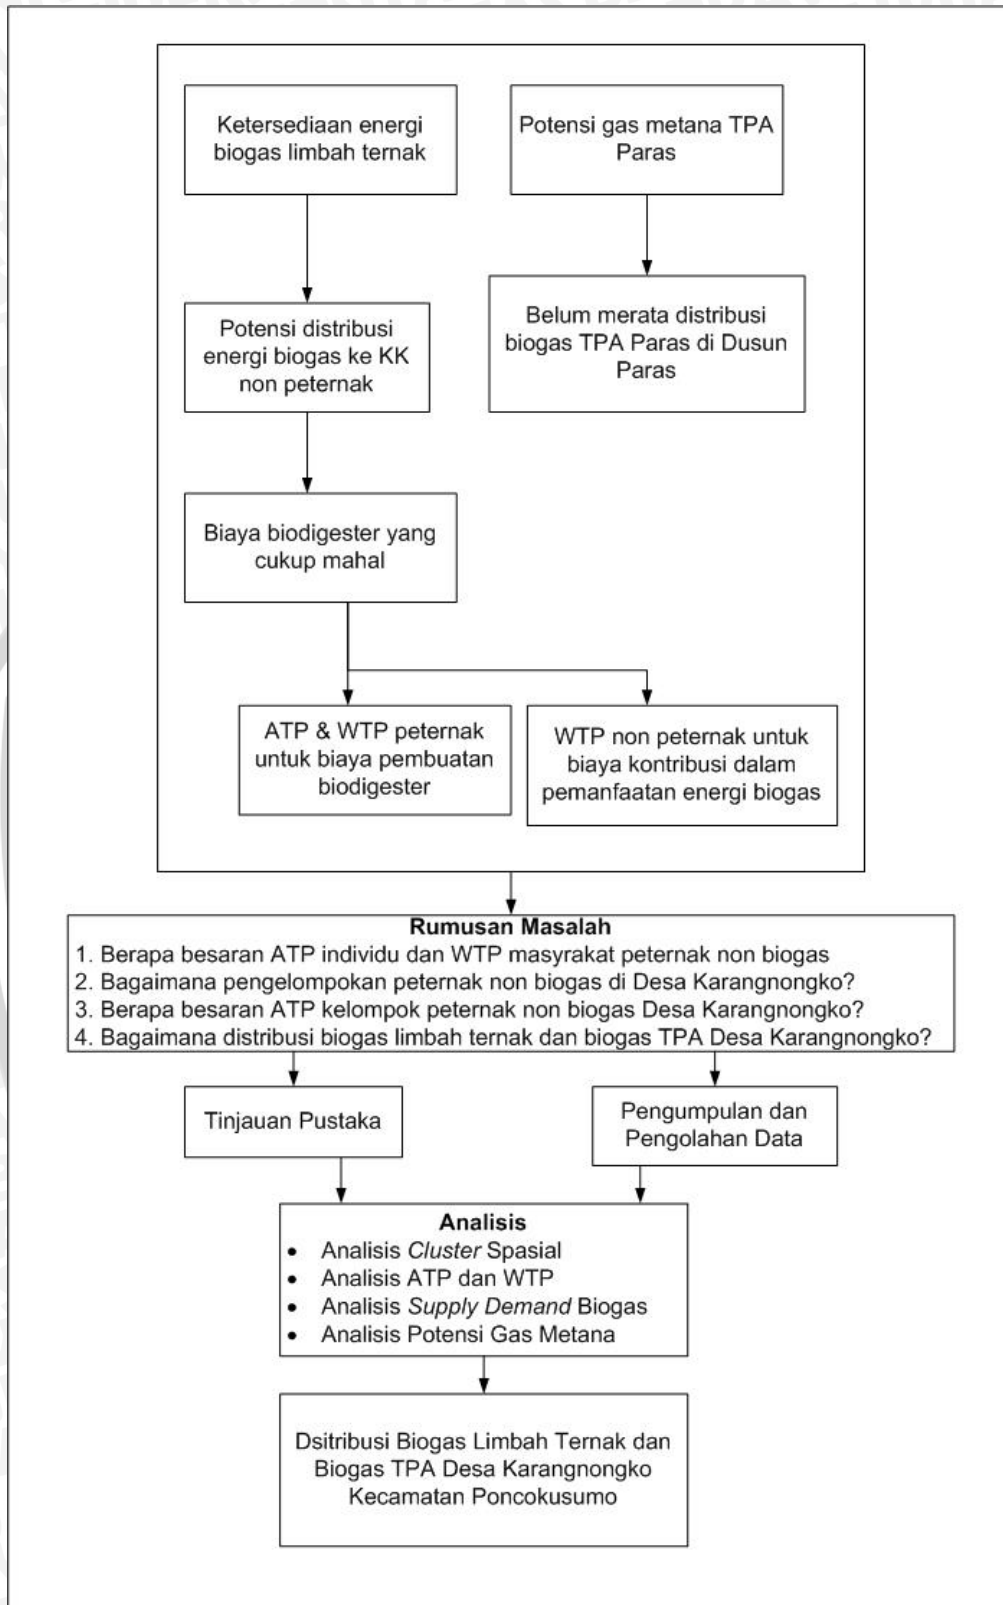 Ketersediaan energi
biogas limbah ternak
Potensi gas metana TPA
Paras
Potensi distribusi
energi biogas ke KK
non peternak
Belum merata distribusi
biogas TPA Paras di Dusun
Paras
Biaya biodigester yang
cukup mahal
ATP & WTP peternak
untuk biaya pembuatan
biodigester
WTP non peternak untuk
biaya kontribusi dalam
pemanfaatan energi biogas
Rumusan Masalah
1. Berapa besaran ATP individu dan WTP masyrakat peternak non biogas
2. Bagaimana pengelompokan peternak non biogas di Desa Karangnongko?
3. Berapa besaran ATP kelompok peternak non biogas Desa Karangnongko?
4. Bagaimana distribusi biogas limbah ternak dan biogas TPA Desa Karangnongko?
Tinjauan Pustaka
Pengumpulan dan
Pengolahan Data
Analisis
• Analisis Cluster Spasial
• Analisis ATP dan WTP
• Analisis Supply Demand Biogas
• Analisis Potensi Gas Metana
Dsitribusi Biogas Limbah Ternak dan
Biogas TPA Desa Karangnongko
Kecamatan Poncokusumo